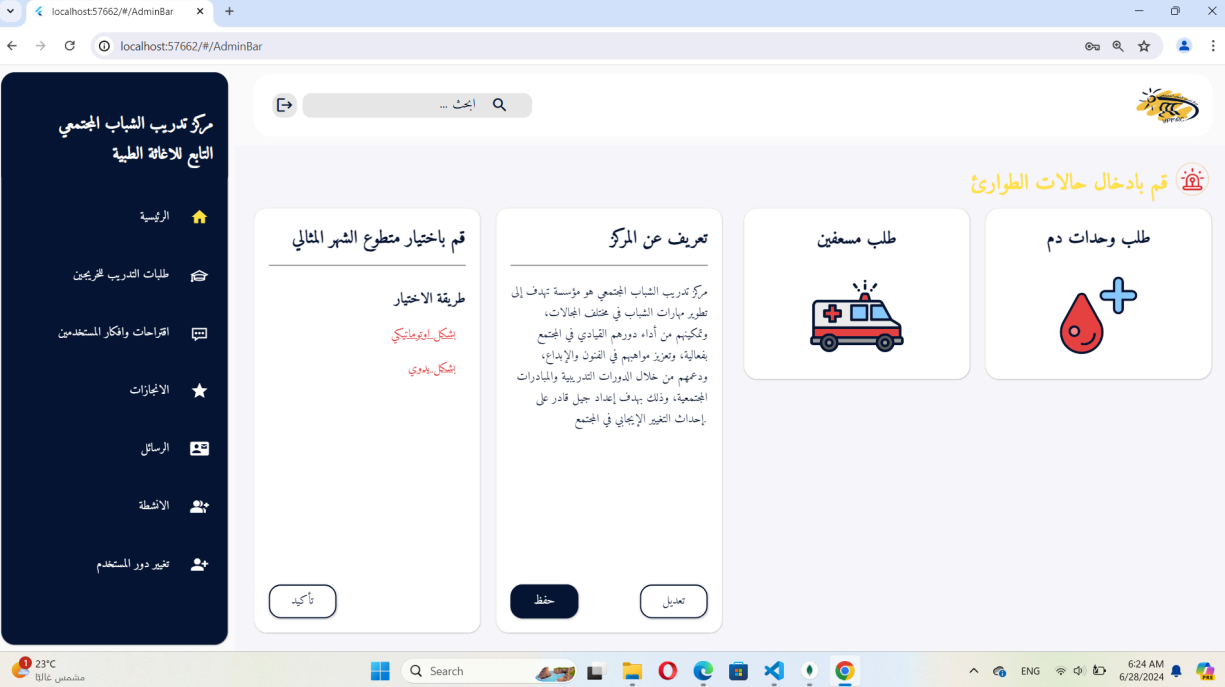 localhost:57662/#/AdminBar
localhost:57662/#/AdminBar
مركز تدريب الشباب المجتمعي
التابع للاغاثة الطبية
الرئيسية
طلبات التدريب للخريجين
اقتراحات وافكار المستخدمين
الانجازات
الرسائل
الانشطة
تغيير دور المستخدم
ابحث ...
قم بادخال حالات الطوارئ
طلب وحدات دم
طلب مسعفين
تعريف عن المركز
مركز تدريب الشباب المجتمعي هو مؤسسة تهدف إلى
تطوير مهارات الشباب في مختلف المجالات،
وتمكينهم من أداء دورهم القيادي في المجتمع
بفعالية، وتعزيز مواهبهم في الفنون والإبداع،
ودعمهم من خلال الدورات التدريبية والمبادرات
المجتمعية، وذلك بهدف إعداد جيل قادر على
.إحداث التغيير الإيجابي في المجتمع
تعديل
حفظ
قم باختيار متطوع الشهر المثالي
طريقة الاختيار
بشكل اوتوماتيكي
بشكل يدوي
تأكيد
1
23°C
مشمس غالبًا
Search
ENG
6:24 AM
6/28/2024
PRE